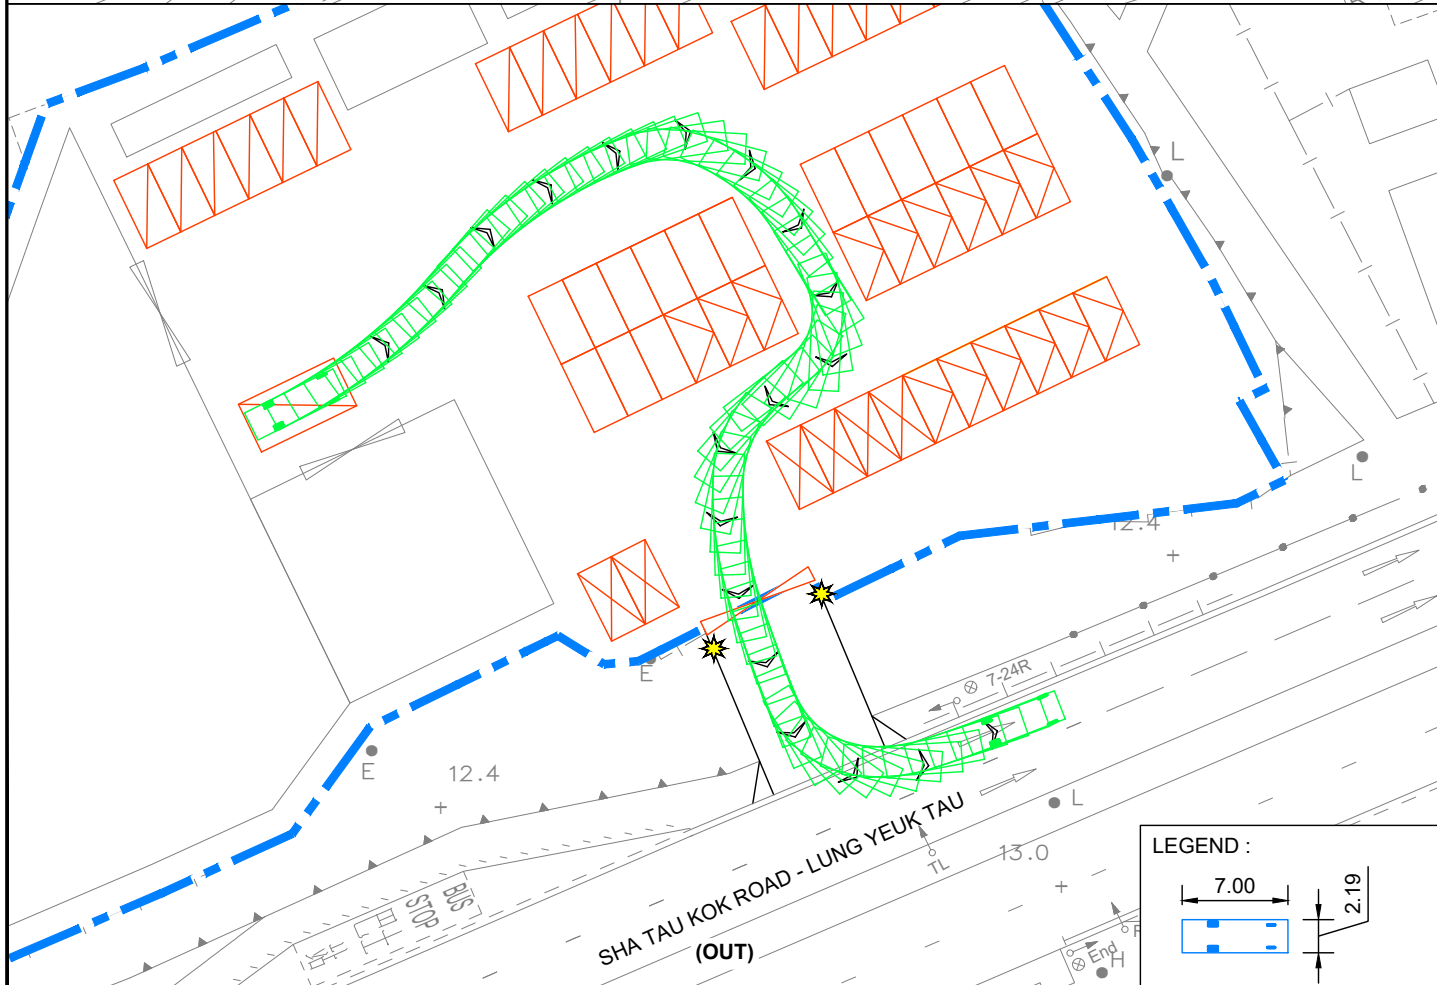 L
L
12.4
7-24R
E
E
12.4
L
SHA TAU KOK ROAD - LUNG YEUK TAU
(OUT)
TL
13.0
BUS
STOP
End
H
LEGEND :
7.00
2.19